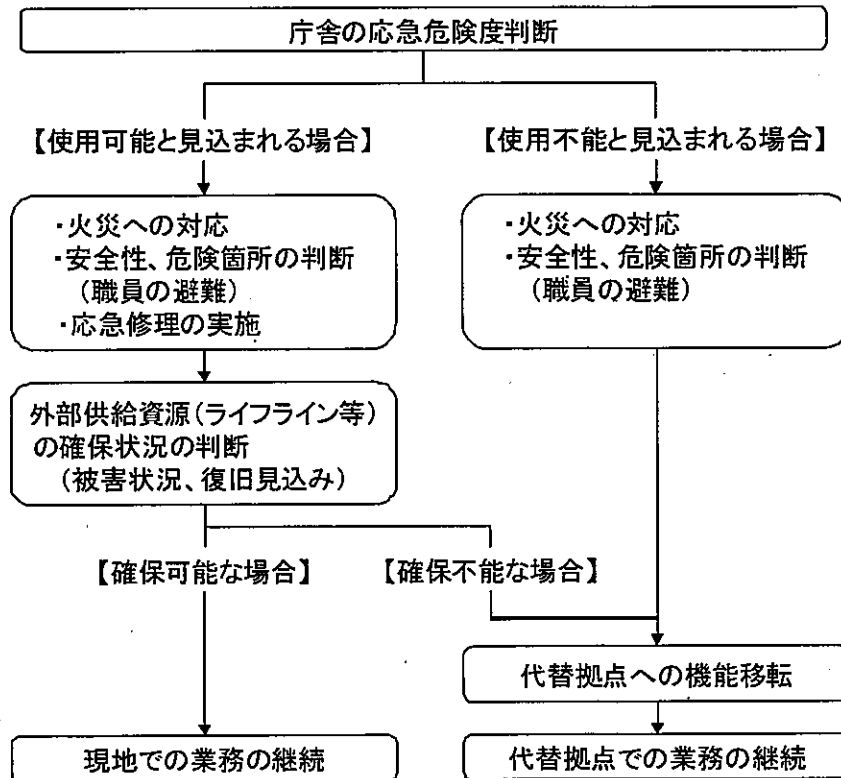 庁舎の応急危険度判断
【使用可能と見込まれる場合】
【使用不能と見込まれる場合】
・火災への対応
・安全性、危険箇所の判断
(職員の避難)
・応急修理の実施
・火災への対応
・安全性、危険箇所の判断
(職員の避難)
外部供給資源(ライフライン等)
の確保状況の判断
(被害状況、復旧見込み)
【確保可能な場合】
【確保不能な場合】
代替拠点への機能移転
現地での業務の継続
代替拠点での業務の継続